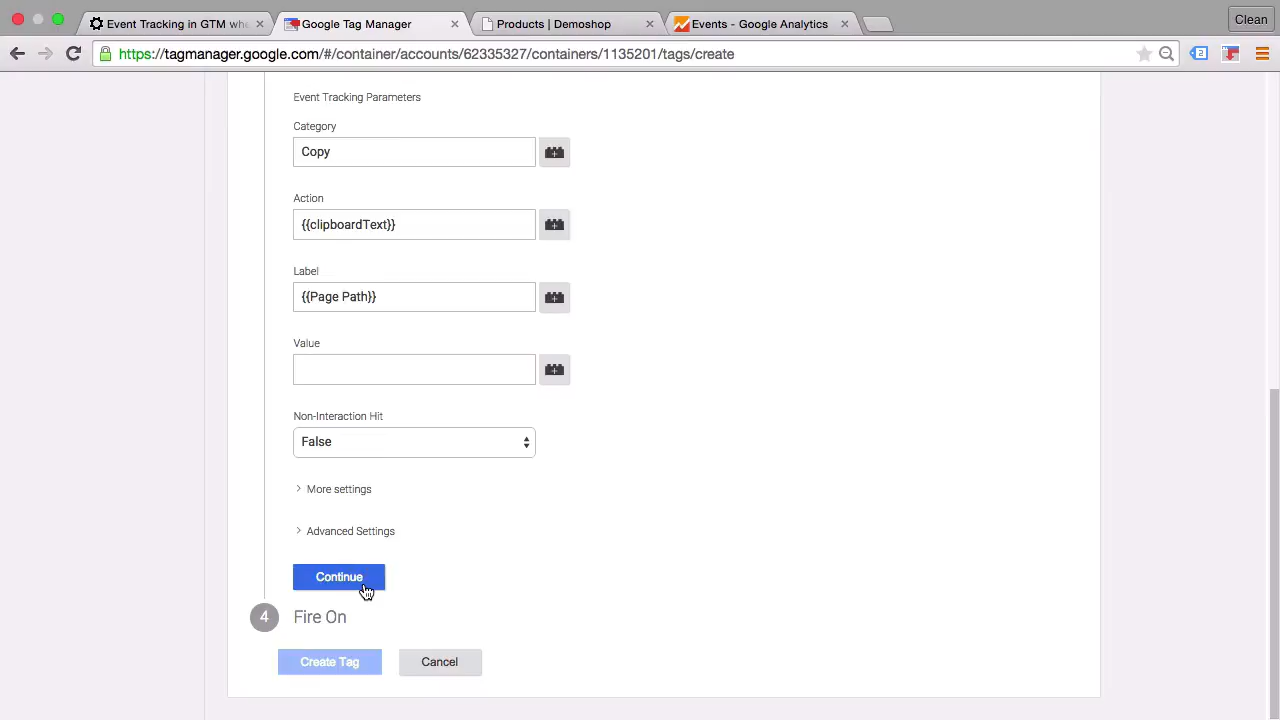 Event Tracking in GTM whe
Google Tag Manager
Products | Demoshop
Events - Google Analytics
Clean
https://tagmanager.google.com/#/container/accounts/62335327/containers/1135201/tags/create
2
Event Tracking Parameters
Category
Copy
Action
{{clipboardText}}
Label
{{Page Path}}
Value
Non-Interaction Hit
False
More settings
Advanced Settings
Continue
4
Fire On
Create Tag
Cancel